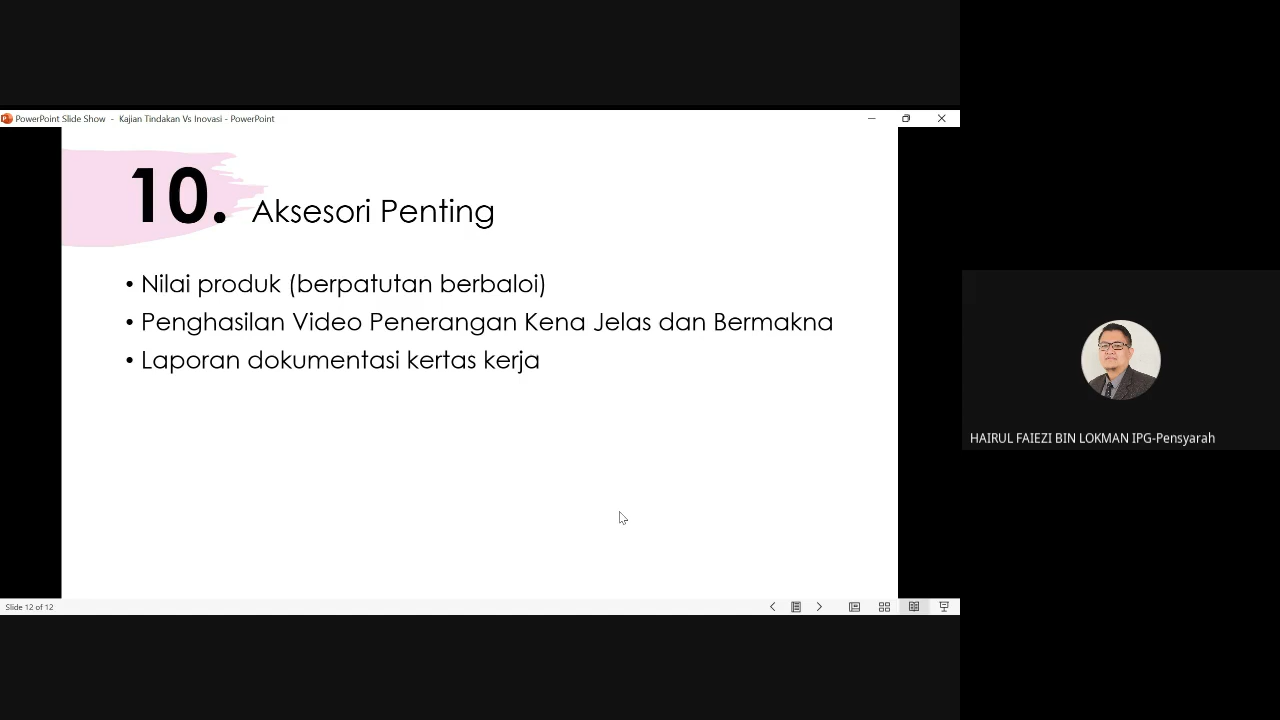 PowerPoint Slide Show - Kajian Tindakan Vs Inovasi - PowerPoint
10. Aksesori Penting
• Nilai produk (berpatutan berbaloi)
• Penghasilan Video Penerangan Kena Jelas dan Bermakna
• Laporan dokumentasi kertas kerja
HAIRUL FAIEZI BIN LOKMAN IPG-Pensyarah
Slide 12 of 12